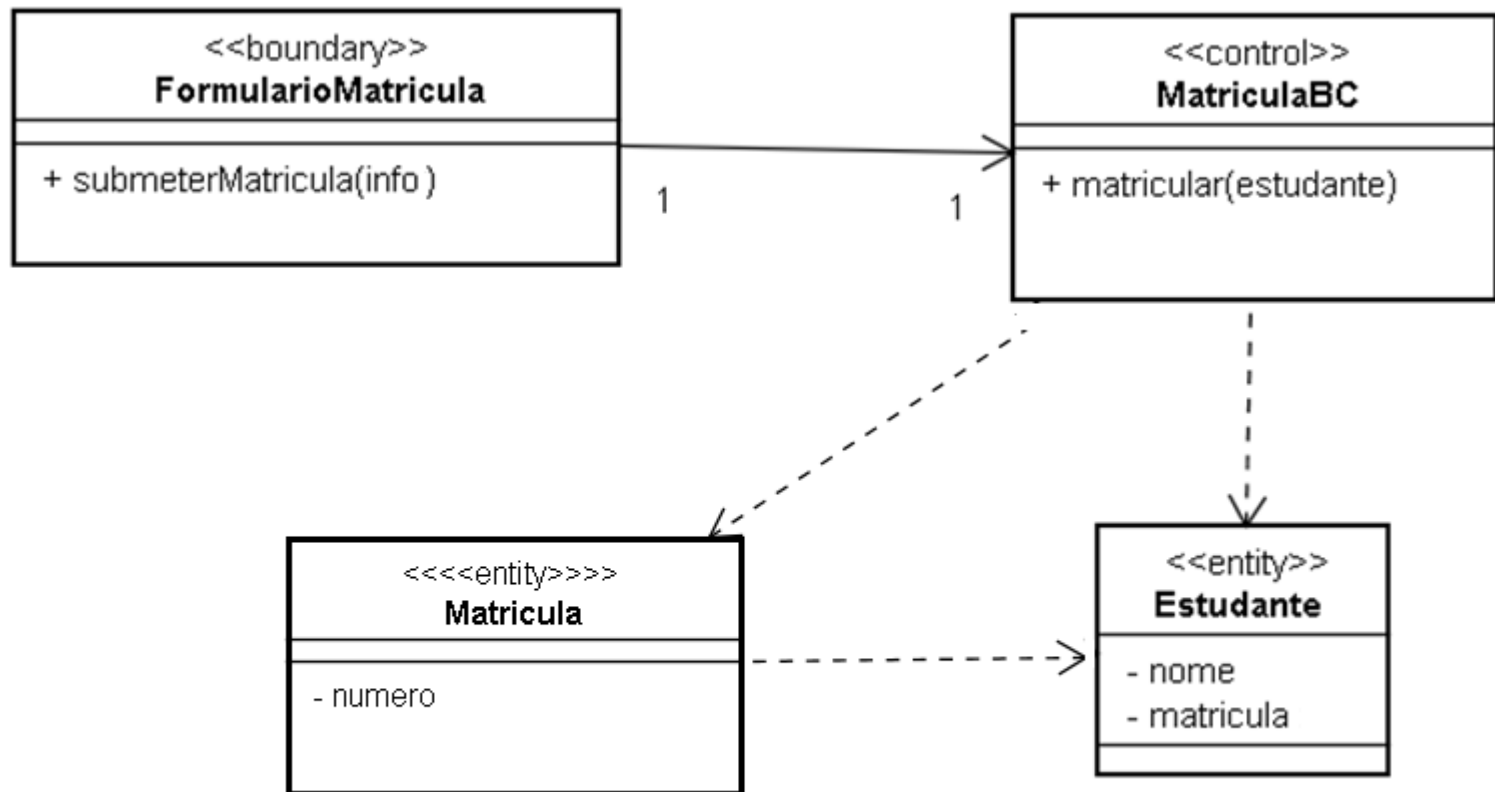 <<boundary>>
FormularioMatricula
+ submeterMatricula(info )
1
1
<<control>>
MatriculaBC
+ matricular(estudante)
<<<<entity>>>>
Matricula
- numero
<<entity>>
Estudante
- nome
- matricula